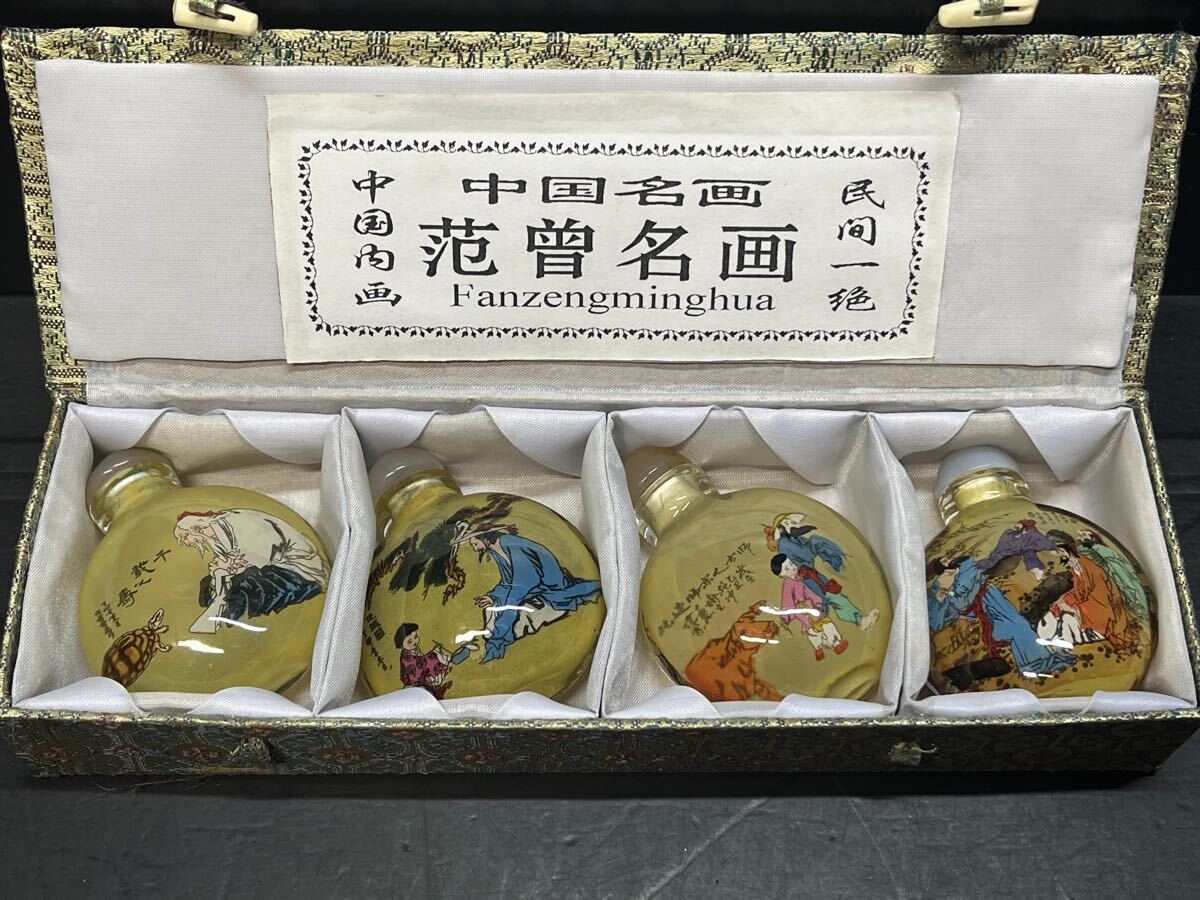 中国内画
中国名画
范曾名画
Fanzengminghua
民间一绝